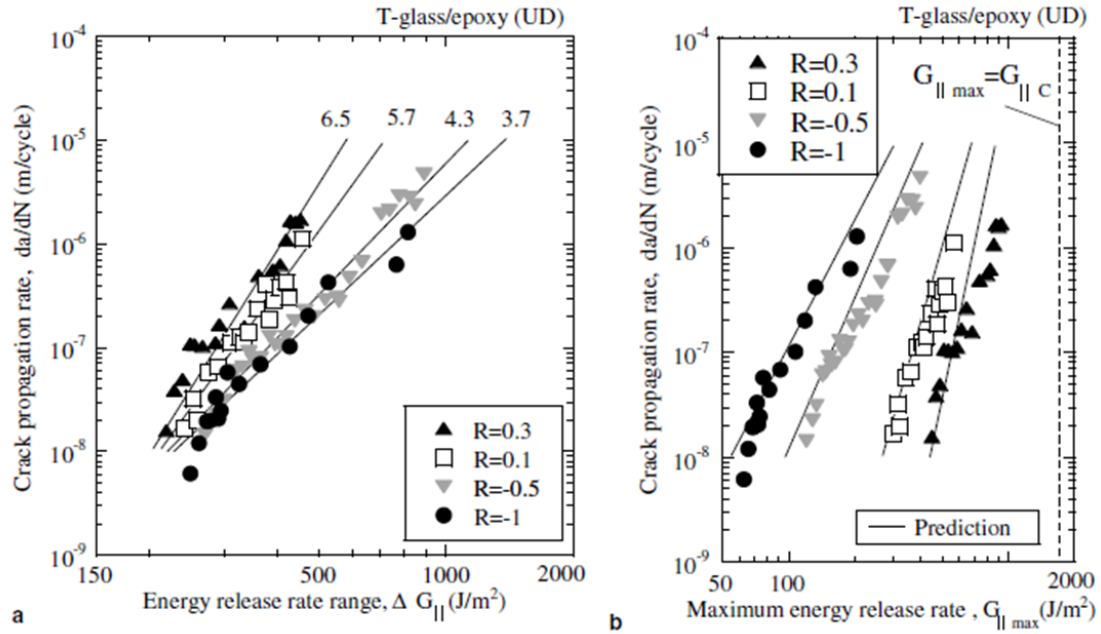 T-glass/epoxy (UD)
10⁻⁴
10⁻⁵
10⁻⁶
10⁻⁷
10⁻⁸
10⁻⁹
Crack propagation rate, da/dN (m/cycle)
6.5 5.7 4.3 3.7
R=0.3
R=0.1
R=-0.5
R=-1
150 500 1000 2000
Energy release rate range, Δ G|| (J/m²)
a
T-glass/epoxy (UD)
10⁻⁴
10⁻⁵
10⁻⁶
10⁻⁷
10⁻⁸
10⁻⁹
Crack propagation rate, da/dN (m/cycle)
R=0.3
R=0.1
R=-0.5
R=-1
G|| max=G|| C
Prediction
50 100 1000 2000
Maximum energy release rate , G|| max(J/m²)
b